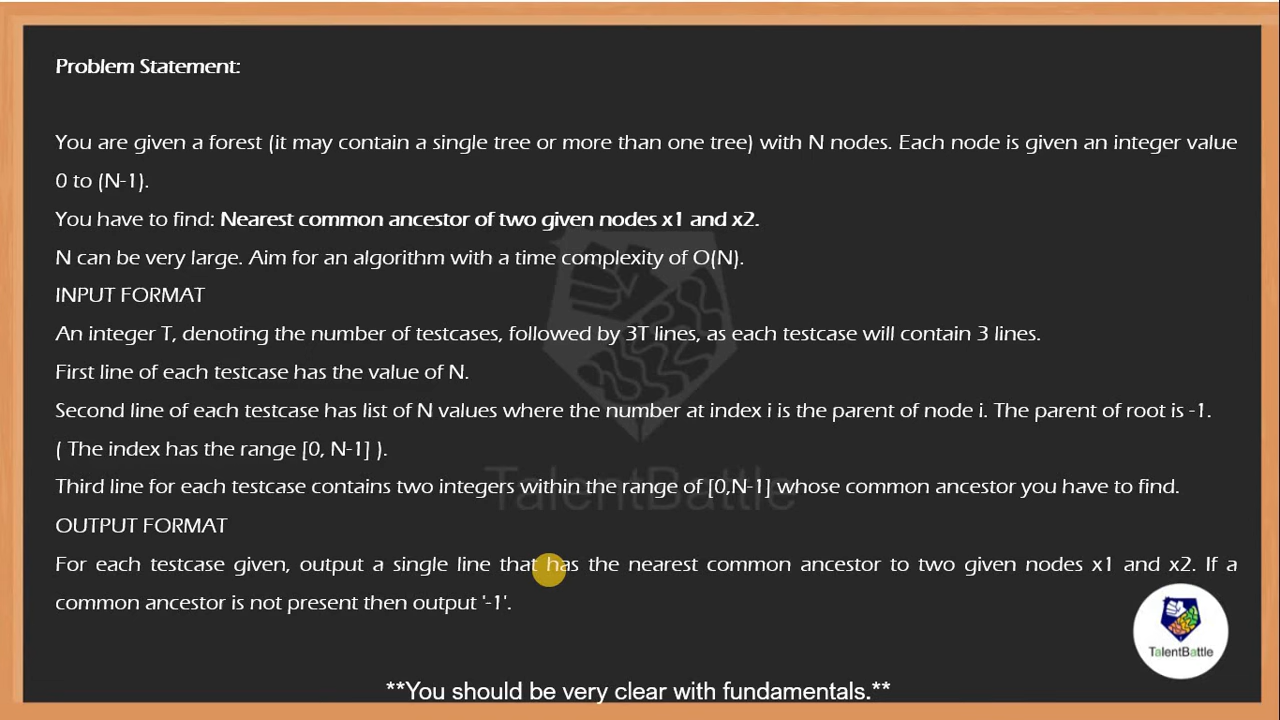 Problem Statement:
You are given a forest (it may contain a single tree or more than one tree) with N nodes. Each node is given an integer value
0 to (N-1).
You have to find: Nearest common ancestor of two given nodes x1 and x2.
N can be very large. Aim for an algorithm with a time complexity of O(N).
INPUT FORMAT
An integer T, denoting the number of testcases, followed by 3T lines, as each testcase will contain 3 lines.
First line of each testcase has the value of N.
Second line of each testcase has list of N values where the number at index i is the parent of node i. The parent of root is -1.
( The index has the range [0, N-1] ).
Third line for each testcase contains two integers within the range of [0,N-1] whose common ancestor you have to find.
TalentBattle
OUTPUT FORMAT
For each testcase given, output a single line that has the nearest common ancestor to two given nodes x1 and x2. If a
common ancestor is not present then output '-1'.
TalentBattle
**You should be very clear with fundamentals.**